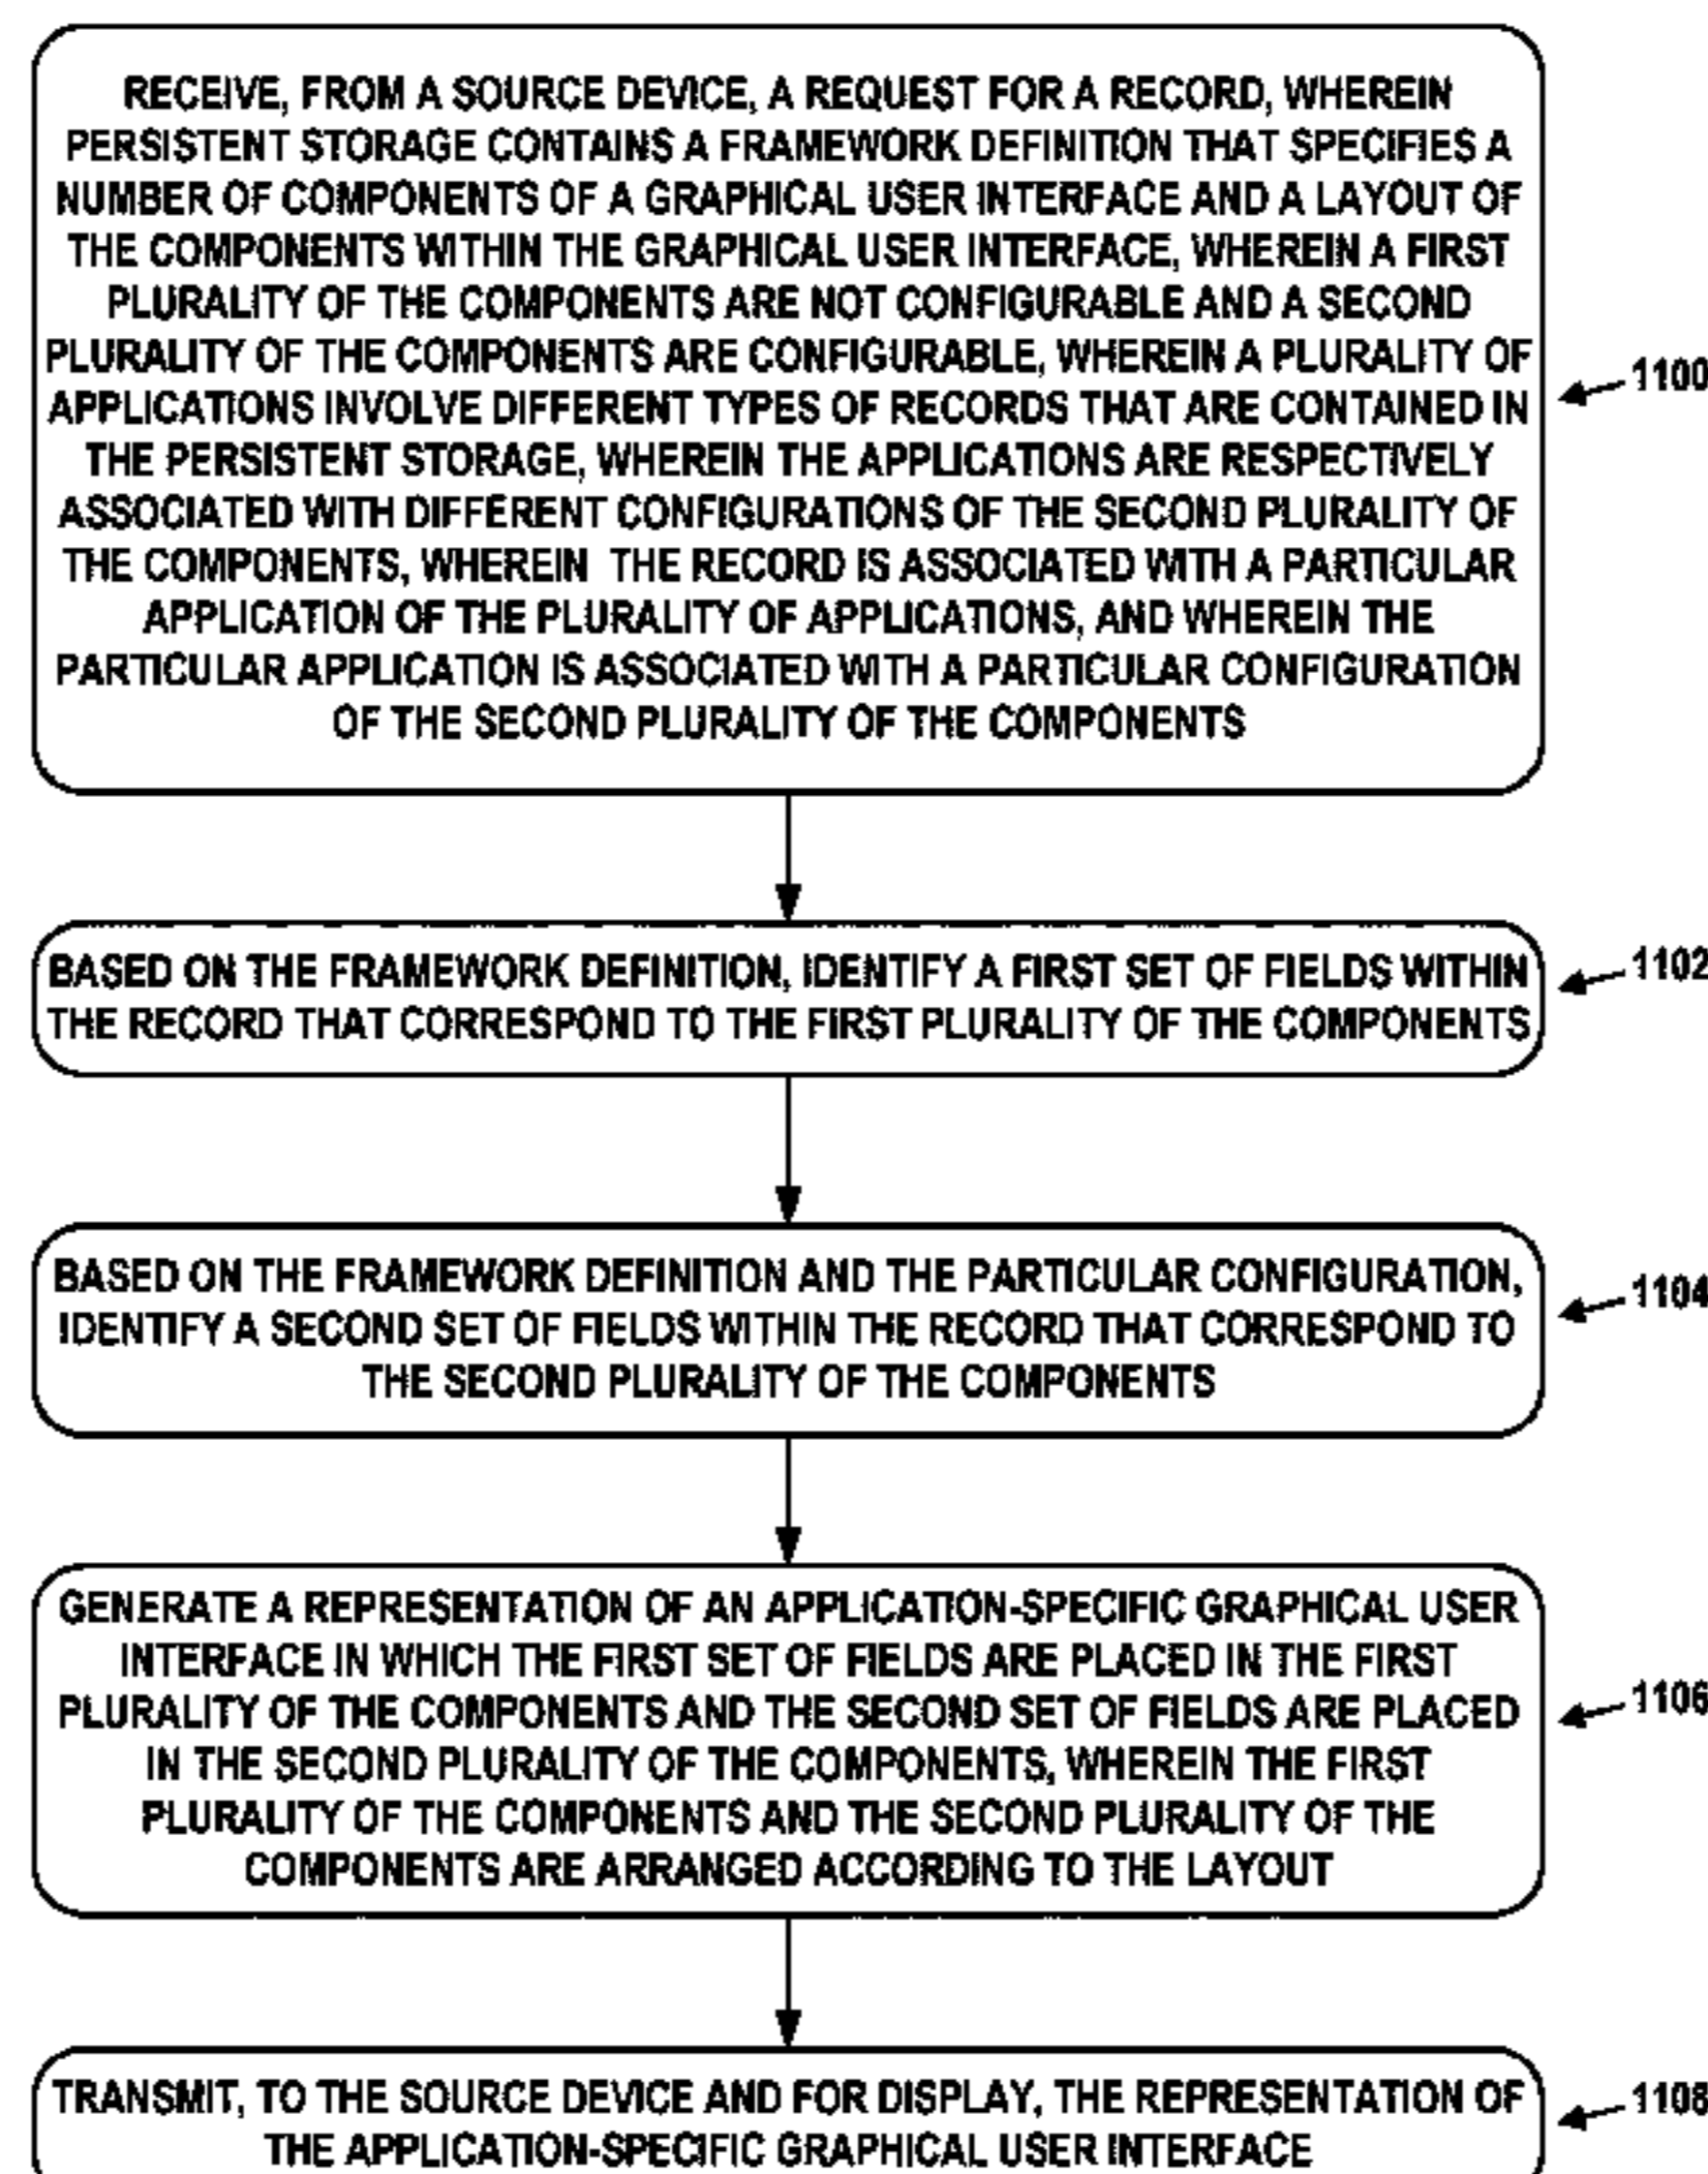 RECEIVE, FROM A SOURCE DEVICE, A REQUEST FOR A RECORD, WHEREIN
PERSISTENT STORAGE CONTAINS A FRAMEWORK DEFINITION THAT SPECIFIES A
NUMBER OF COMPONENTS OF A GRAPHICAL USER INTERFACE AND A LAYOUT OF
THE COMPONENTS WITHIN THE GRAPHICAL USER INTERFACE, WHEREIN A FIRST
PLURALITY OF THE COMPONENTS ARE NOT CONFIGURABLE AND A SECOND
PLURALITY OF THE COMPONENTS ARE CONFIGURABLE, WHEREIN A PLURALITY OF
APPLICATIONS INVOLVE DIFFERENT TYPES OF RECORDS THAT ARE CONTAINED IN
THE PERSISTENT STORAGE, WHEREIN THE APPLICATIONS ARE RESPECTIVELY
ASSOCIATED WITH DIFFERENT CONFIGURATIONS OF THE SECOND PLURALITY OF
THE COMPONENTS, WHEREIN THE RECORD IS ASSOCIATED WITH A PARTICULAR
APPLICATION OF THE PLURALITY OF APPLICATIONS, AND WHEREIN THE
PARTICULAR APPLICATION IS ASSOCIATED WITH A PARTICULAR CONFIGURATION
OF THE SECOND PLURALITY OF THE COMPONENTS
1100
BASED ON THE FRAMEWORK DEFINITION, IDENTIFY A FIRST SET OF FIELDS WITHIN
THE RECORD THAT CORRESPOND TO THE FIRST PLURALITY OF THE COMPONENTS
1102
BASED ON THE FRAMEWORK DEFINITION AND THE PARTICULAR CONFIGURATION,
IDENTIFY A SECOND SET OF FIELDS WITHIN THE RECORD THAT CORRESPOND TO
THE SECOND PLURALITY OF THE COMPONENTS
1104
GENERATE A REPRESENTATION OF AN APPLICATION-SPECIFIC GRAPHICAL USER
INTERFACE IN WHICH THE FIRST SET OF FIELDS ARE PLACED IN THE FIRST
PLURALITY OF THE COMPONENTS AND THE SECOND SET OF FIELDS ARE PLACED
IN THE SECOND PLURALITY OF THE COMPONENTS, WHEREIN THE FIRST
PLURALITY OF THE COMPONENTS AND THE SECOND PLURALITY OF THE
COMPONENTS ARE ARRANGED ACCORDING TO THE LAYOUT
1106
TRANSMIT, TO THE SOURCE DEVICE AND FOR DISPLAY, THE REPRESENTATION OF
THE APPLICATION-SPECIFIC GRAPHICAL USER INTERFACE
1108